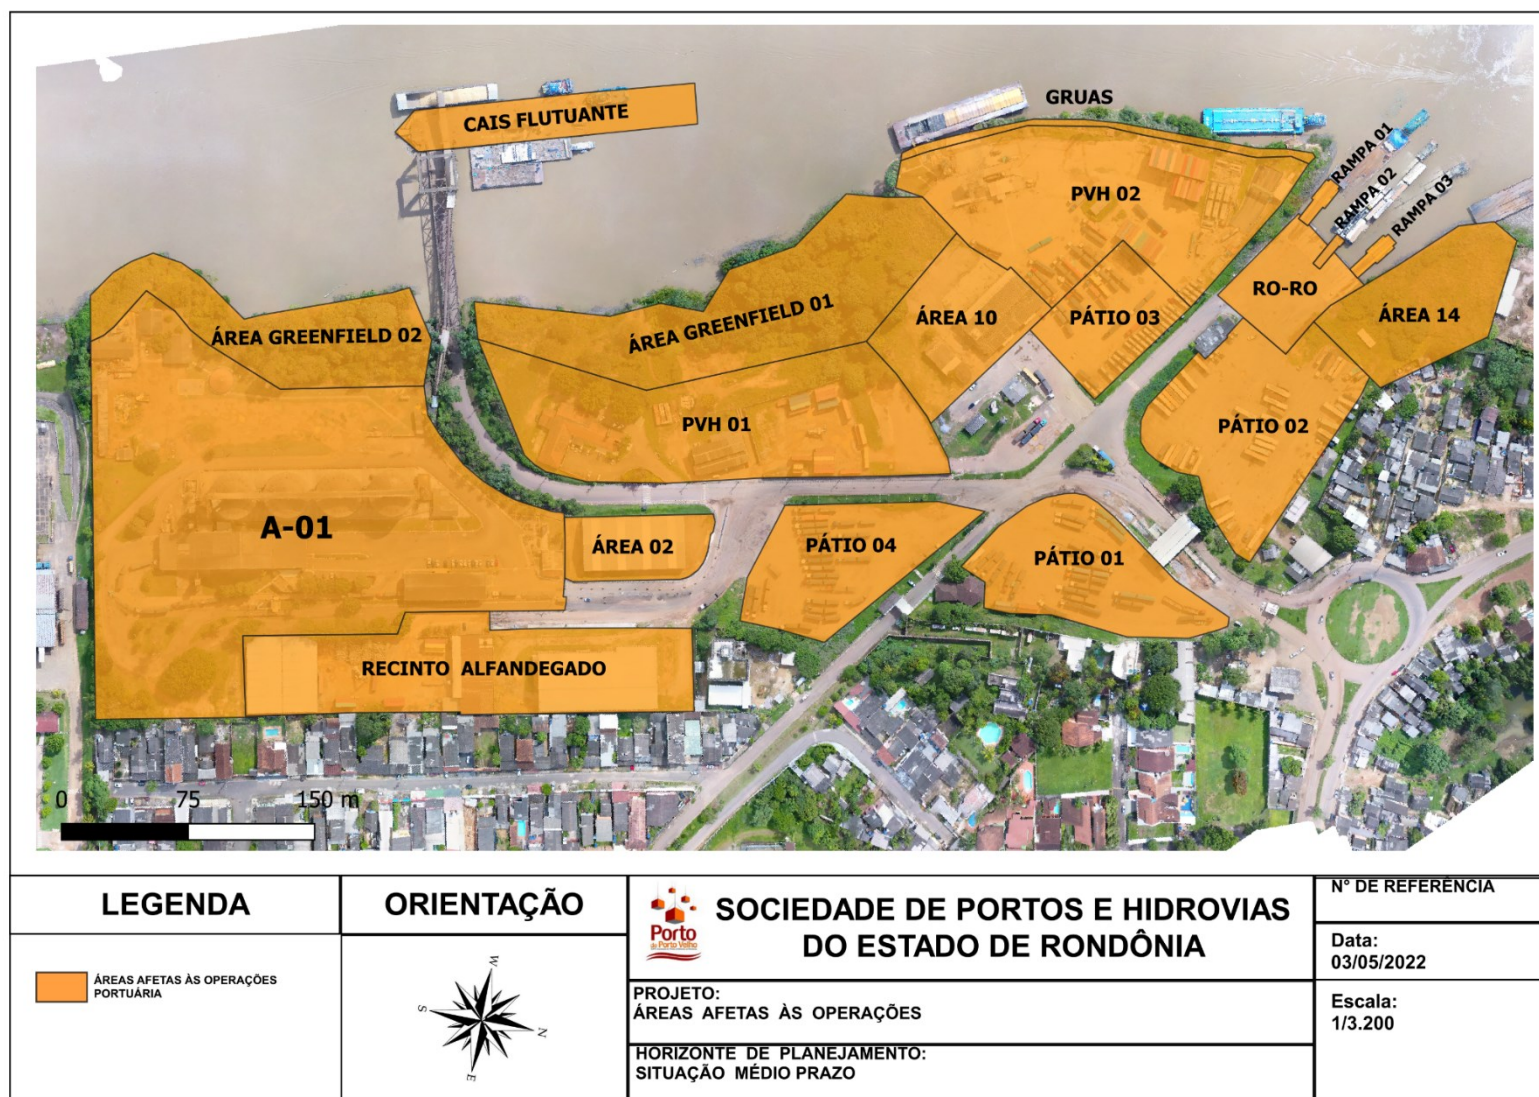 CAIS FLUTUANTE
GRUAS
RAMPA 01
RAMPA 02
RAMPA 03
PVH 02
RO-RO
ÁREA GREENFIELD 02
ÁREA GREENFIELD 01
ÁREA 10
PÁTIO 03
ÁREA 14
PVH 01
PÁTIO 02
A-01
ÁREA 02
PÁTIO 04
PÁTIO 01
RECINTO ALFANDEGADO
0 75 150 m
LEGENDA
ÁREAS AFETAS ÀS OPERAÇÕES
PORTUÁRIA
ORIENTAÇÃO
W
S
N
E
Porto
de Porto Velho
SOCIEDADE DE PORTOS E HIDROVIAS
DO ESTADO DE RONDÔNIA
PROJETO:
ÁREAS AFETAS ÀS OPERAÇÕES
HORIZONTE DE PLANEJAMENTO:
SITUAÇÃO MÉDIO PRAZO
N° DE REFERÊNCIA
Data:
03/05/2022
Escala:
1/3.200